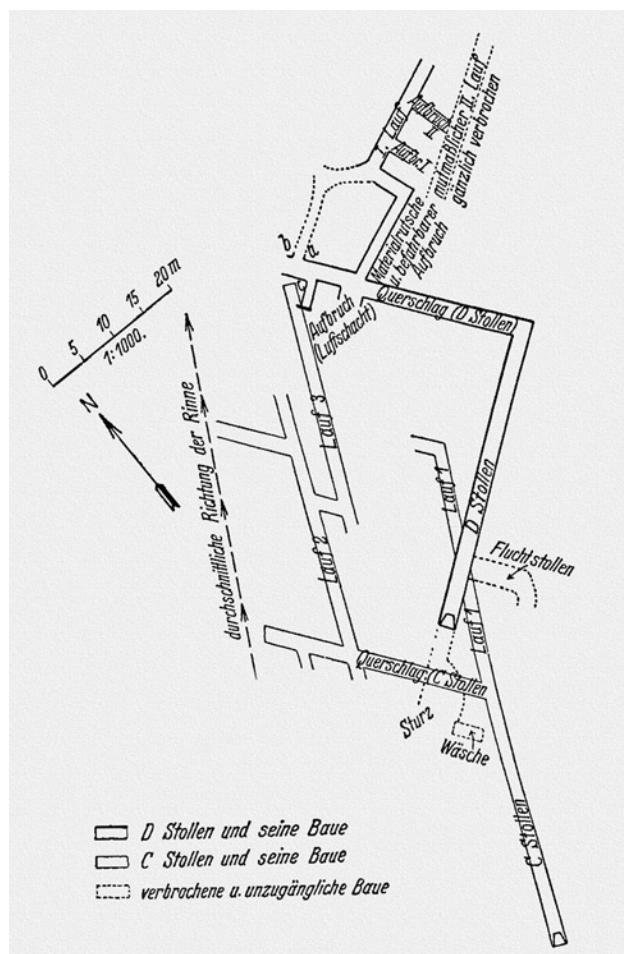 Lauf
Aufbruch
II
Aufbr. I
mutmaßlicher II. Lauf
gänzlich verbrochen
Materialrutsche
u. befahrbarer
Aufbruch
b
a
c
Querschlag (D Stollen)
Aufbruch
(Luftschacht)
0
5
10
15
20 m
1:1000.
N
durchschnittliche Richtung der Rinne
Lauf 3
Lauf 2
Lauf 1
D Stollen
Fluchtstollen
Lauf 1
Querschlag (C Stollen
Sturz
Wäsche
C Stollen
D Stollen und seine Baue
C Stollen und seine Baue
verbrochene u. unzugängliche Baue